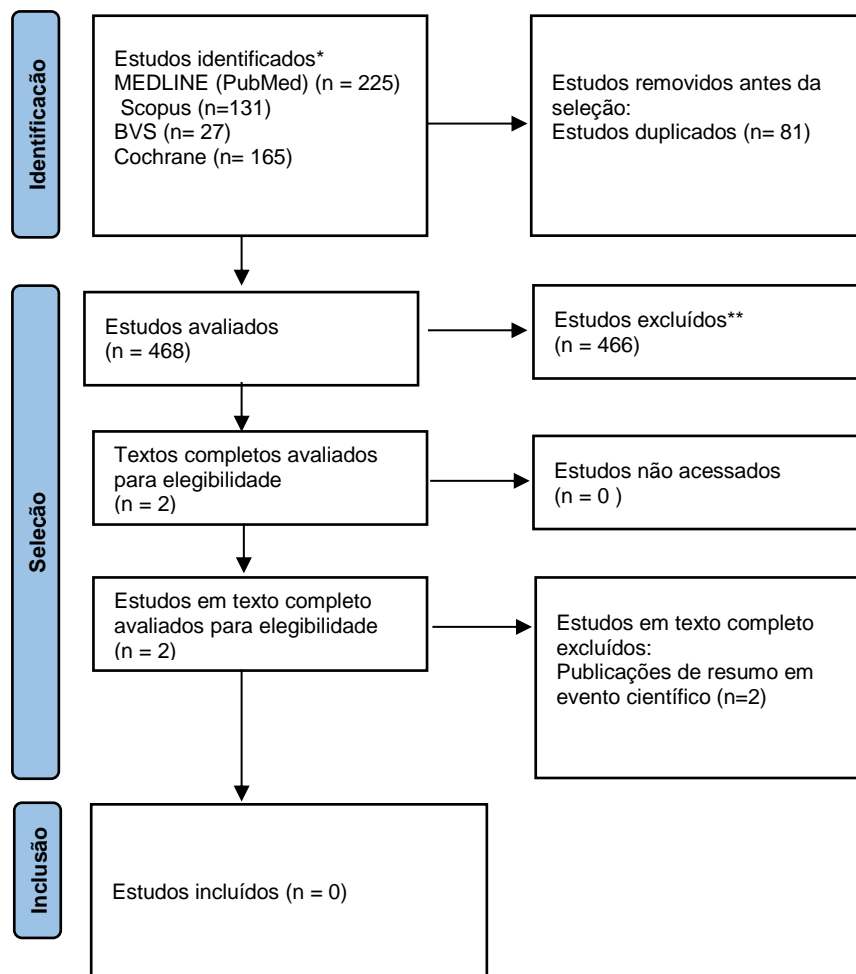 Identificação
Estudos identificados*
MEDLINE (PubMed) (n = 225)
Scopus (n=131)
BVS (n= 27)
Cochrane (n= 165)
Estudos removidos antes da
seleção:
Estudos duplicados (n= 81)
Seleção
Estudos avaliados
(n = 468)
Estudos excluídos**
(n = 466)
Textos completos avaliados
para elegibilidade
(n = 2)
Estudos não acessados
(n = 0 )
Estudos em texto completo
avaliados para elegibilidade
(n = 2)
Estudos em texto completo
excluídos:
Publicações de resumo em
evento científico (n=2)
Inclusão
Estudos incluídos (n = 0)